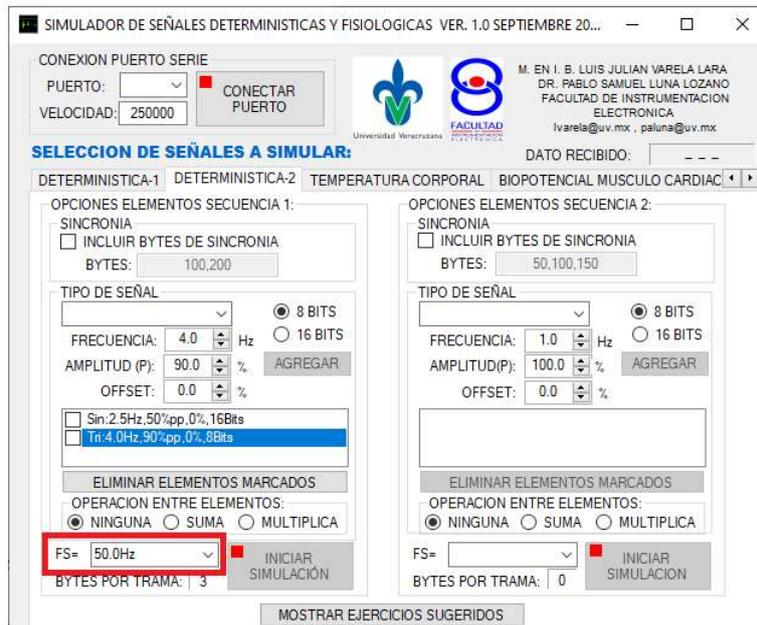 SIMULADOR DE SEÑALES DETERMINISTICAS Y FISIOLOGICAS VER. 1.0 SEPTIEMBRE 20...
CONEXION PUERTO SERIE
PUERTO:
VELOCIDAD: 250000
CONECTAR
PUERTO
Universidad Veracruzana
FACULTAD
M. EN I. B. LUIS JULIAN VARELA LARA
DR. PABLO SAMUEL LUNA LOZANO
FACULTAD DE INSTRUMENTACION
ELECTRONICA
lvarela@uv.mx , paluna@uv.mx
SELECCION DE SEÑALES A SIMULAR:
DATO RECIBIDO: _ _ _
DETERMINISTICA-1 DETERMINISTICA-2 TEMPERATURA CORPORAL BIOPOTENCIAL MUSCULO CARDIAC
OPCIONES ELEMENTOS SECUENCIA 1:
SINCRONIA
INCLUIR BYTES DE SINCRONIA
BYTES: 100,200
TIPO DE SEÑAL
8 BITS
16 BITS
FRECUENCIA: 4.0 Hz
AMPLITUD (P): 90.0 %
AGREGAR
OFFSET: 0.0 %
Sin:2.5Hz,50%pp,0%,16Bits
Tri:4.0Hz,90%pp,0%,8Bits
ELIMINAR ELEMENTOS MARCADOS
OPERACION ENTRE ELEMENTOS:
NINGUNA SUMA MULTIPLICA
FS= 50.0Hz
BYTES POR TRAMA: 3
INICIAR
SIMULACIÓN
OPCIONES ELEMENTOS SECUENCIA 2:
SINCRONIA
INCLUIR BYTES DE SINCRONIA
BYTES: 50,100,150
TIPO DE SEÑAL
8 BITS
16 BITS
FRECUENCIA: 1.0 Hz
AMPLITUD(P): 100.0 %
AGREGAR
OFFSET: 0.0 %
ELIMINAR ELEMENTOS MARCADOS
OPERACION ENTRE ELEMENTOS:
NINGUNA SUMA MULTIPLICA
FS=
BYTES POR TRAMA: 0
INICIAR
SIMULACION
MOSTRAR EJERCICIOS SUGERIDOS